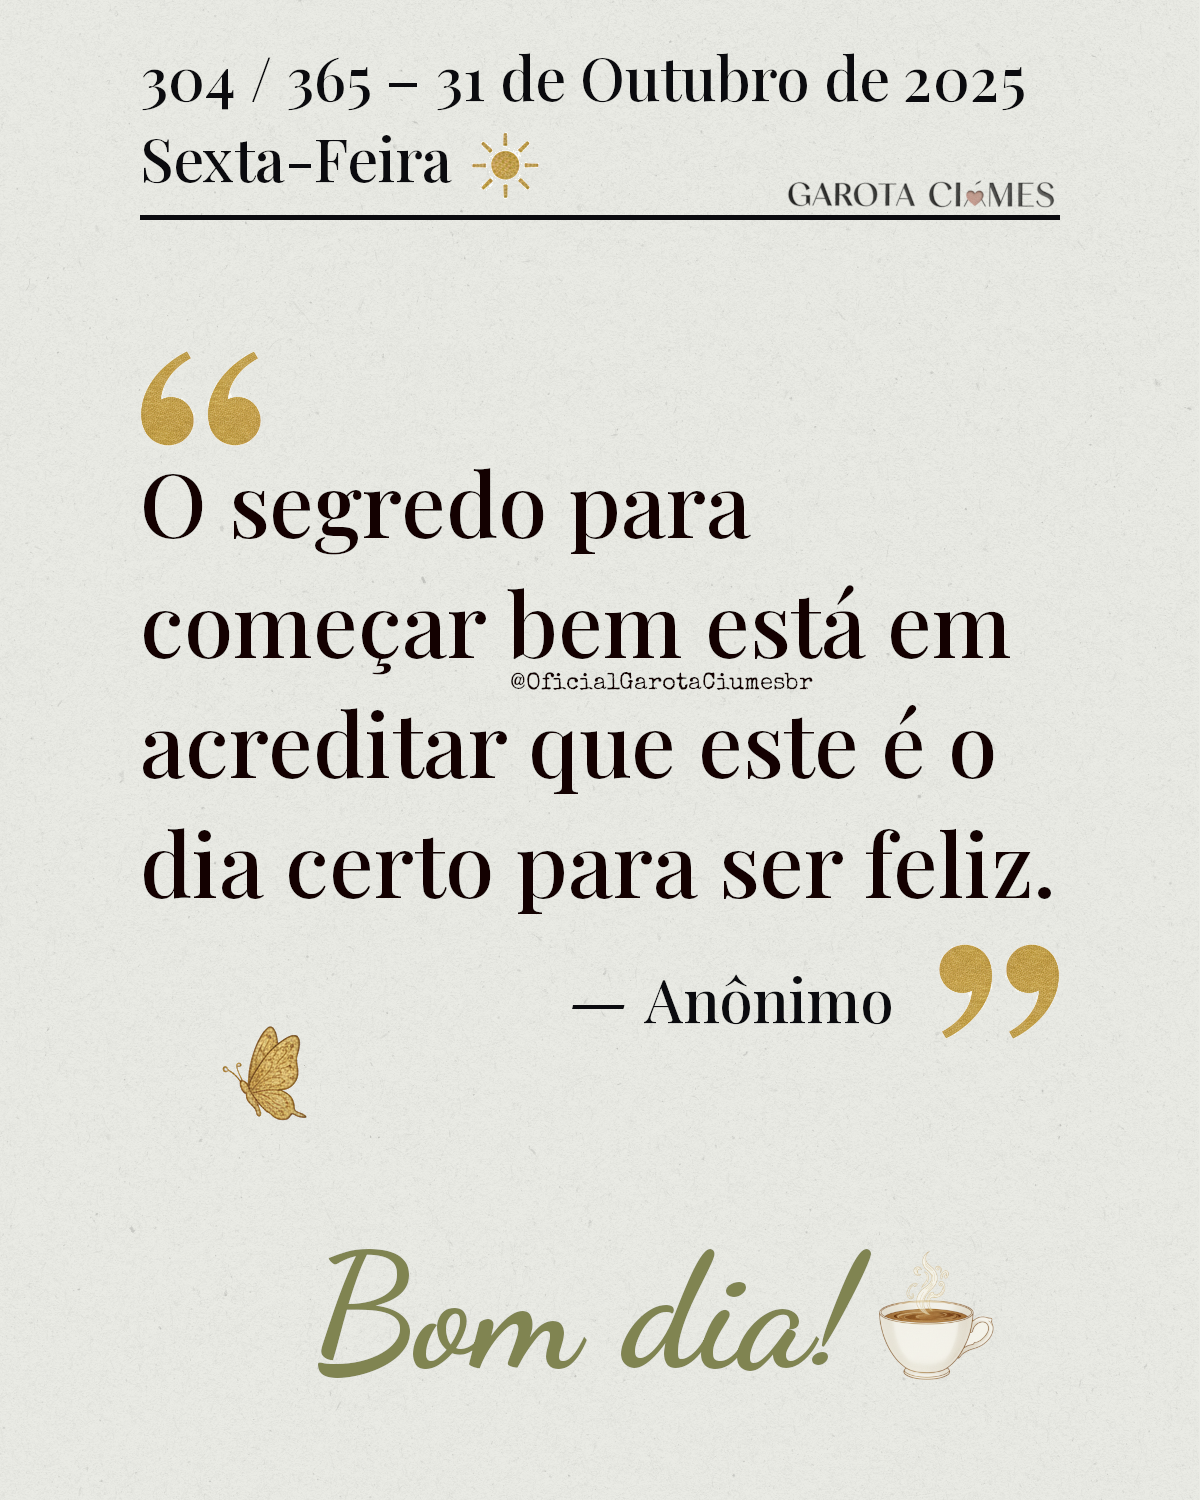 304 / 365 – 31 de Outubro de 2025
Sexta-Feira
GAROTA CIÚMES
“
O segredo para
começar bem está em
@OficialGarotaCiumesbr
acreditar que este é o
dia certo para ser feliz.
— Anônimo ”
Bom dia!